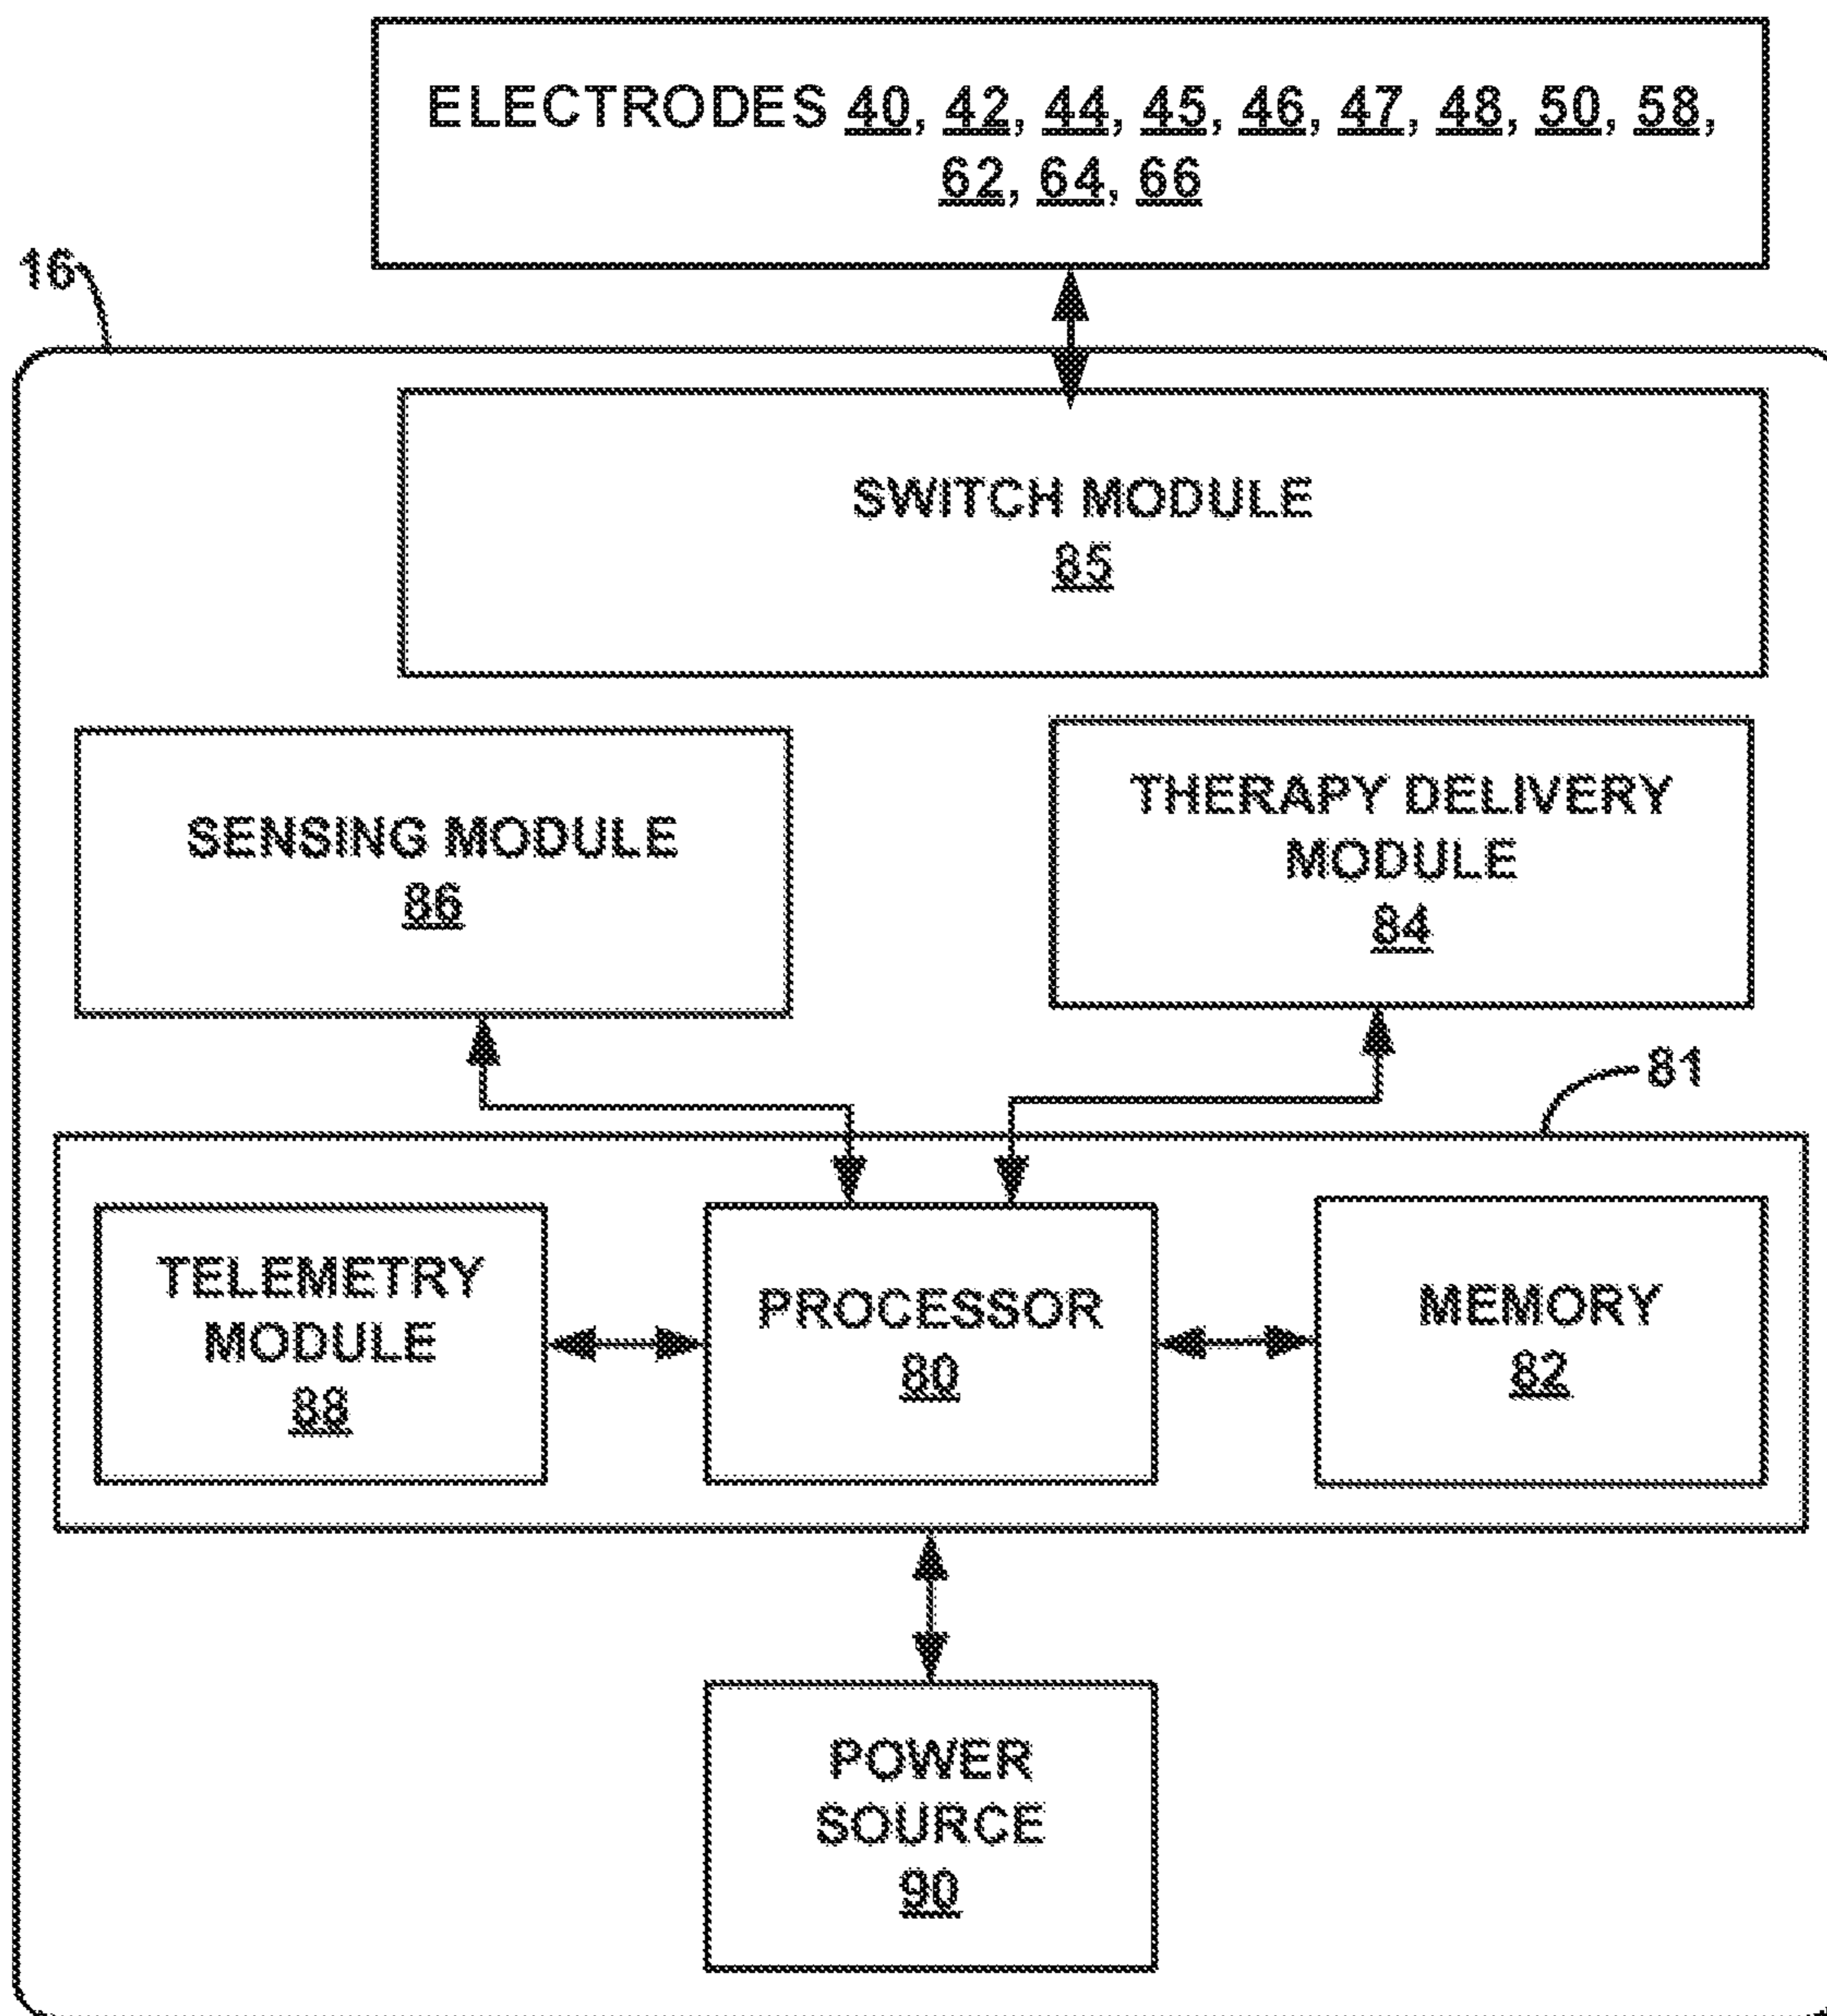 ELECTRODES 40, 42, 44, 45, 46, 47, 48, 50, 58,
62, 64, 66
16
SWITCH MODULE
85
SENSING MODULE
86
THERAPY DELIVERY
MODULE
84
81
TELEMETRY
MODULE
88
PROCESSOR
80
MEMORY
82
POWER
SOURCE
90